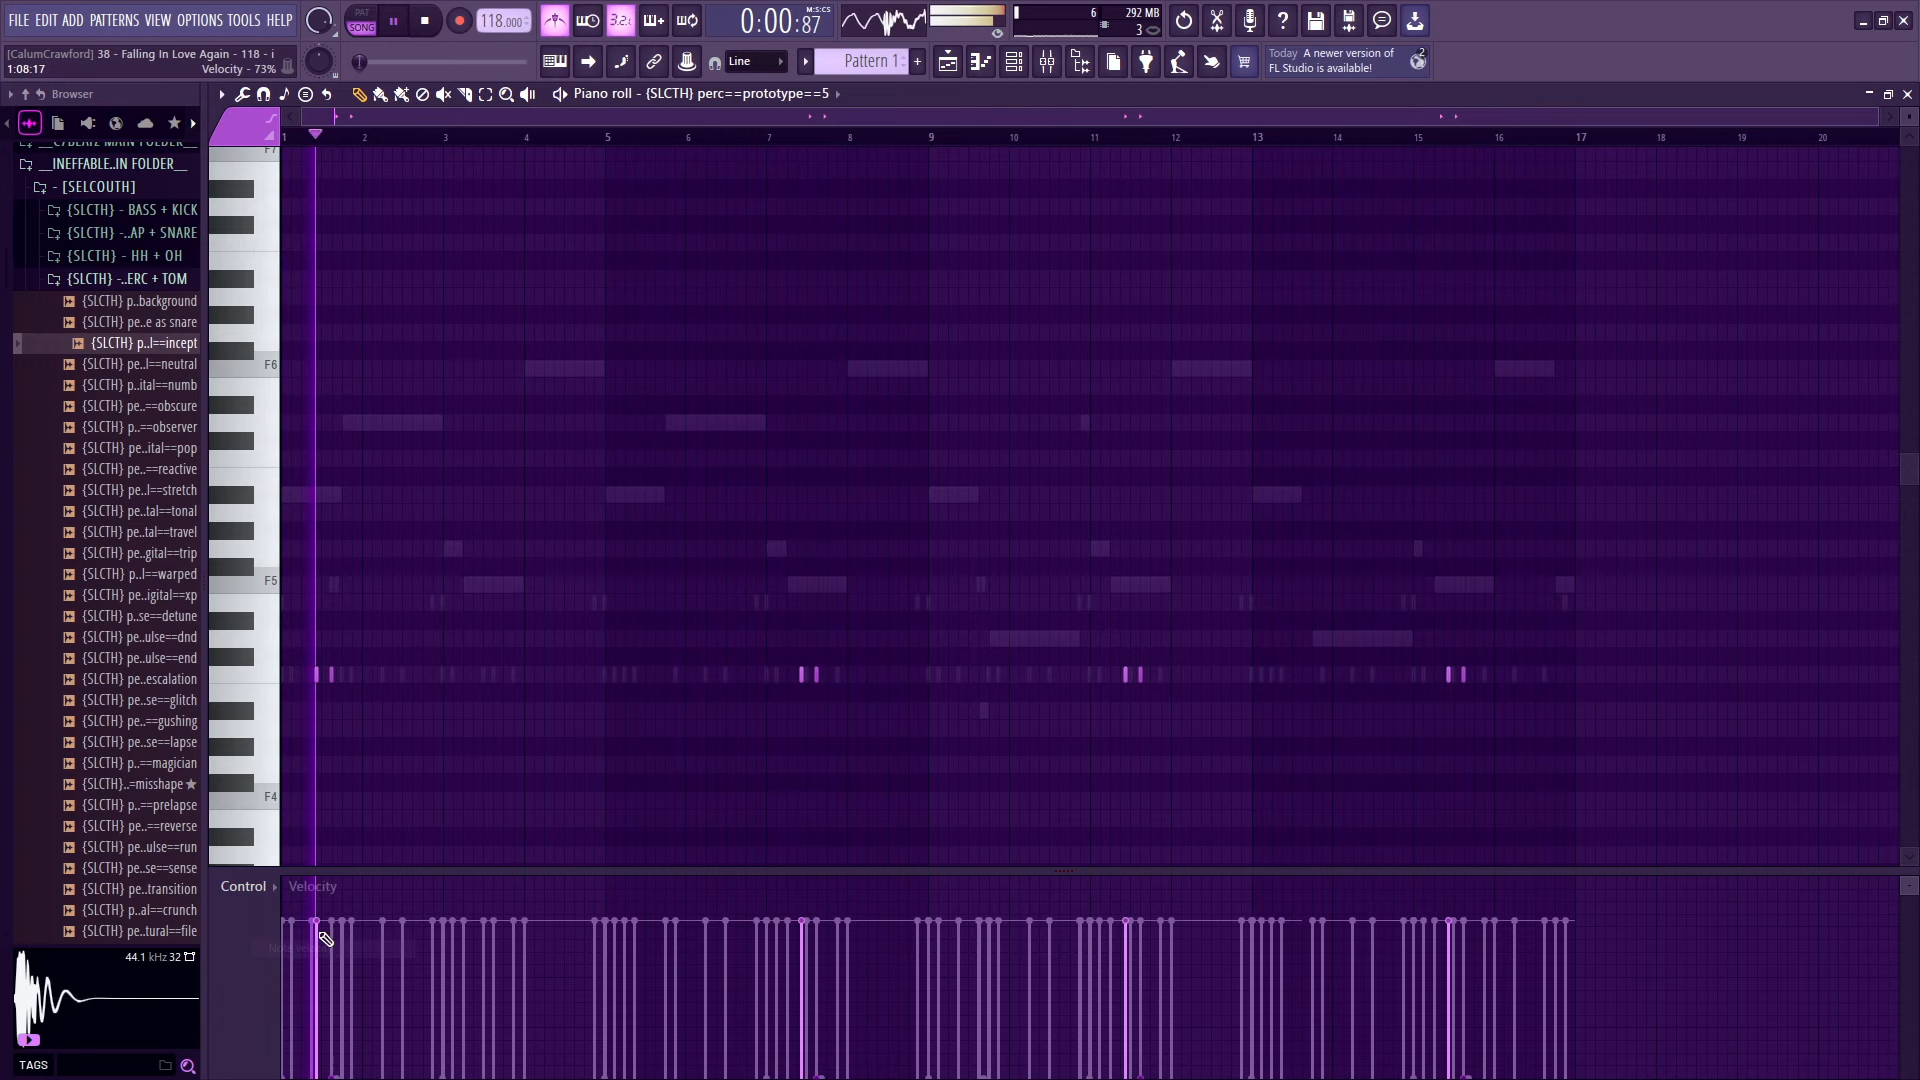 FILE EDIT ADD PATTERNS VIEW OPTIONS TOOLS HELP
PAT
SONG
118.000
3.2.
0:00:87
M:S:CS
6
292 MB
3
[CalumCrawford] 38 - Falling In Love Again - 118 - i
1:08:17
Velocity - 73%
Line
Pattern 1
Today A newer version of
FL Studio is available!
2
Browser
Piano roll - {SLCTH} perc==prototype==5
1 2 3 4 5 6 7 8 9 10 11 12 13 14 15 16 17 18 19 20
__INEFFABLE..IN FOLDER__
- [SELCOUTH]
{SLCTH} - BASS + KICK
{SLCTH} -..AP + SNARE
{SLCTH} - HH + OH
{SLCTH} -..ERC + TOM
{SLCTH} p..background
{SLCTH} pe..e as snare
{SLCTH} p..l==incept
{SLCTH} pe..l==neutral
{SLCTH} p..ital==numb
{SLCTH} pe..==obscure
{SLCTH} p..==observer
{SLCTH} pe..ital==pop
{SLCTH} pe..==reactive
{SLCTH} pe..l==stretch
{SLCTH} pe..tal==tonal
{SLCTH} pe..tal==travel
{SLCTH} pe..gital==trip
{SLCTH} p..l==warped
{SLCTH} pe..igital==xp
{SLCTH} p..se==detune
{SLCTH} pe..ulse==dnd
{SLCTH} pe..ulse==end
{SLCTH} pe..escalation
{SLCTH} pe..se==glitch
{SLCTH} pe..==gushing
{SLCTH} pe..se==lapse
{SLCTH} p..==magician
{SLCTH}..=misshape
{SLCTH} p..==prelapse
{SLCTH} pe..==reverse
{SLCTH} pe..ulse==run
{SLCTH} pe..se==sense
{SLCTH} pe..transition
{SLCTH} p..al==crunch
{SLCTH} pe..tural==file
F7
F6
F5
F4
Control
Velocity
44.1 kHz 32
TAGS